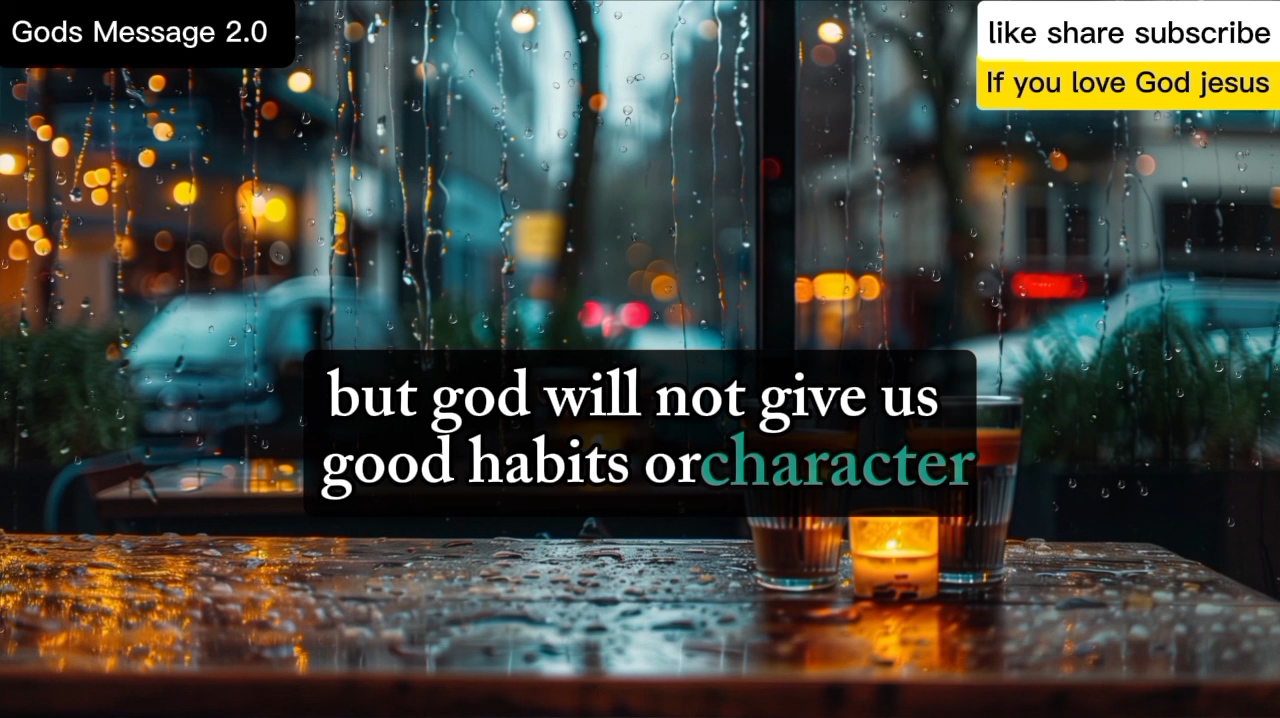 Gods Message 2.0
like share subscribe
If you love God jesus
but god will not give us
good habits orcharacter